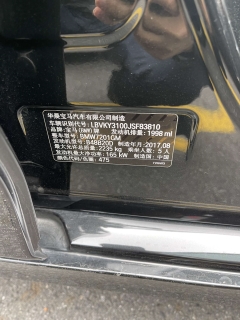 华晨宝马汽车有限公司制造
车辆识别代号: LBVKY3100JSF83810
品牌: 宝马(BMW)牌 发动机排量: 1998 ml
整车型号: BMW7201GM
发动机型号: B48B20D 制造年月: 2017.08
最大允许总质量: 2235 kg 乘坐人数: 5 人
发动机最大净功率: 165 kW 制造国: 中国
颜色: 475